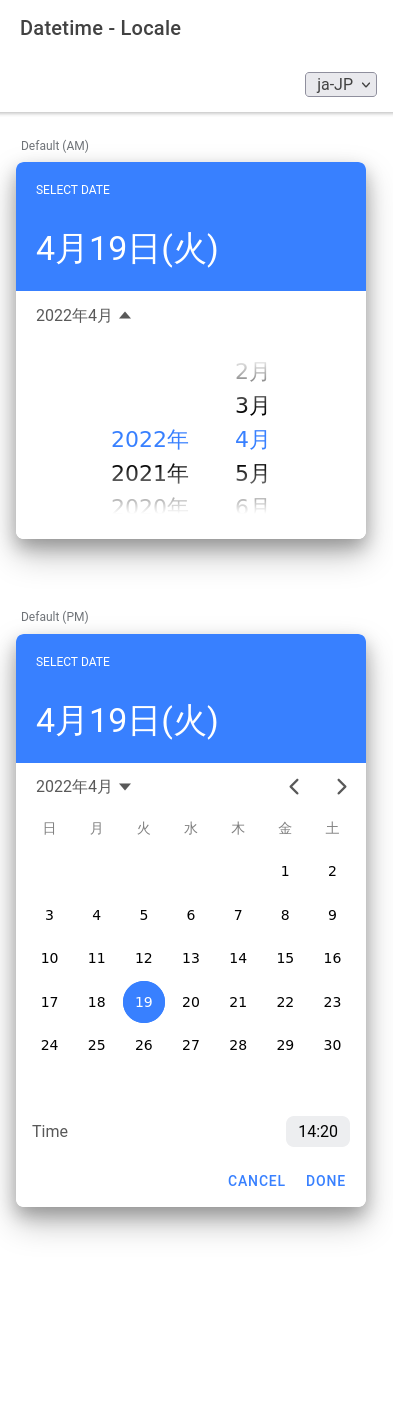 Datetime - Locale
ja-JP
Default (AM)
SELECT DATE
4月19日(火)
2022年4月
2月
3月
2022年 4月
2021年 5月
2020年 6月
Default (PM)
SELECT DATE
4月19日(火)
2022年4月
日 月 火 水 木 金 土
1 2
3 4 5 6 7 8 9
10 11 12 13 14 15 16
17 18 19 20 21 22 23
24 25 26 27 28 29 30
Time 14:20
CANCEL DONE